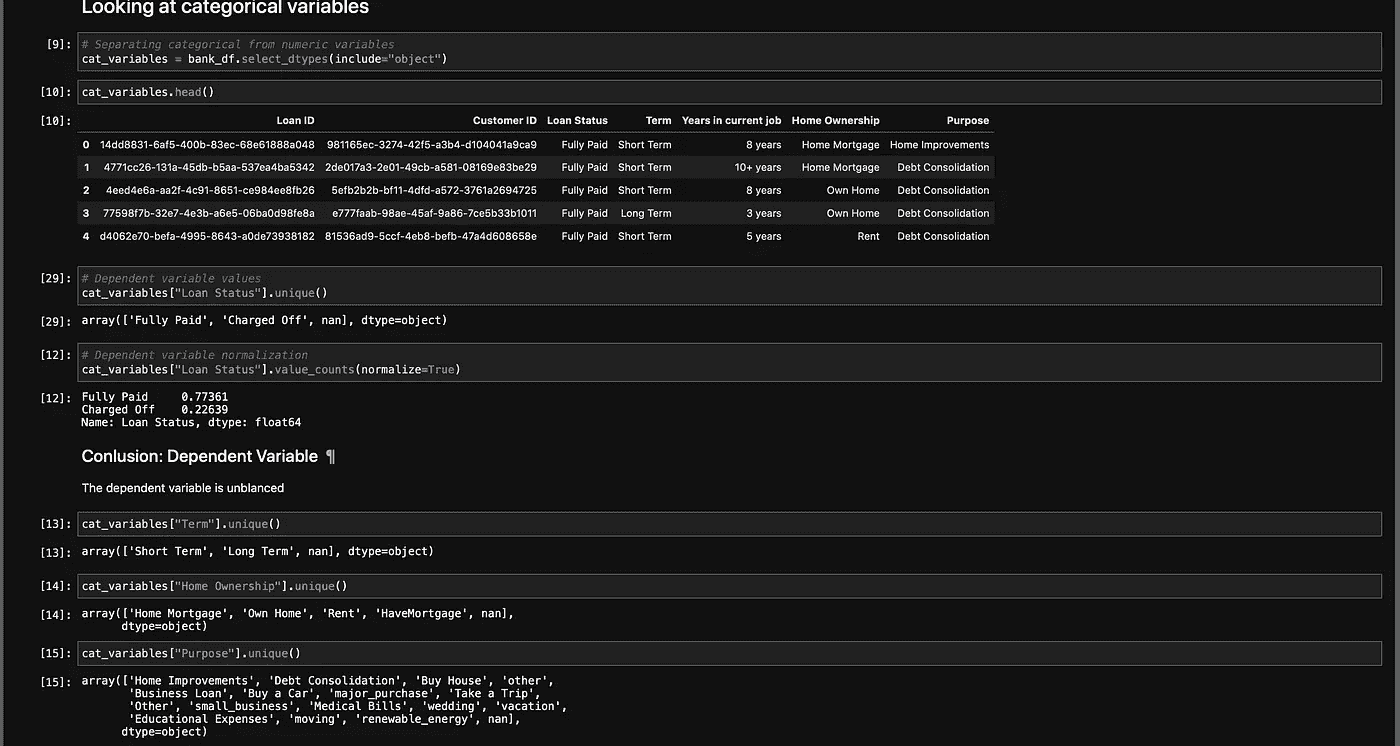 Looking at categorical variables
[9]: # Separating categorical from numeric variables
cat_variables = bank_df.select_dtypes(include="object")
[10]: cat_variables.head()
[10]: Loan ID Customer ID Loan Status Term Years in current job Home Ownership Purpose
0 14dd8831-6af5-400b-83ec-68e61888a048 981165ec-3274-42f5-a3b4-d104041a9ca9 Fully Paid Short Term 8 years Home Mortgage Home Improvements
1 4771cc26-131a-45db-b5aa-537ea4ba5342 2de017a3-2e01-49cb-a581-08169e83be29 Fully Paid Short Term 10+ years Home Mortgage Debt Consolidation
2 4eed4e6a-aa2f-4c91-8651-ce984ee8fb26 5efb2b2b-bf11-4dfd-a572-3761a2694725 Fully Paid Short Term 8 years Own Home Debt Consolidation
3 77598f7b-32e7-4e3b-a6e5-06ba0d98fe8a e777faab-98ae-45af-9a86-7ce5b33b1011 Fully Paid Long Term 3 years Own Home Debt Consolidation
4 d4062e70-befa-4995-8643-a0de73938182 81536ad9-5ccf-4eb8-befb-47a4d608658e Fully Paid Short Term 5 years Rent Debt Consolidation
[29]: # Dependent variable values
cat_variables["Loan Status"].unique()
[29]: array(['Fully Paid', 'Charged Off', nan], dtype=object)
[12]: # Dependent variable normalization
cat_variables["Loan Status"].value_counts(normalize=True)
[12]: Fully Paid 0.77361
Charged Off 0.22639
Name: Loan Status, dtype: float64
Conlusion: Dependent Variable ¶
The dependent variable is unblanced
[13]: cat_variables["Term"].unique()
[13]: array(['Short Term', 'Long Term', nan], dtype=object)
[14]: cat_variables["Home Ownership"].unique()
[14]: array(['Home Mortgage', 'Own Home', 'Rent', 'HaveMortgage', nan],
dtype=object)
[15]: cat_variables["Purpose"].unique()
[15]: array(['Home Improvements', 'Debt Consolidation', 'Buy House', 'other',
'Business Loan', 'Buy a Car', 'major_purchase', 'Take a Trip',
'Other', 'small_business', 'Medical Bills', 'wedding', 'vacation',
'Educational Expenses', 'moving', 'renewable_energy', nan],
dtype=object)